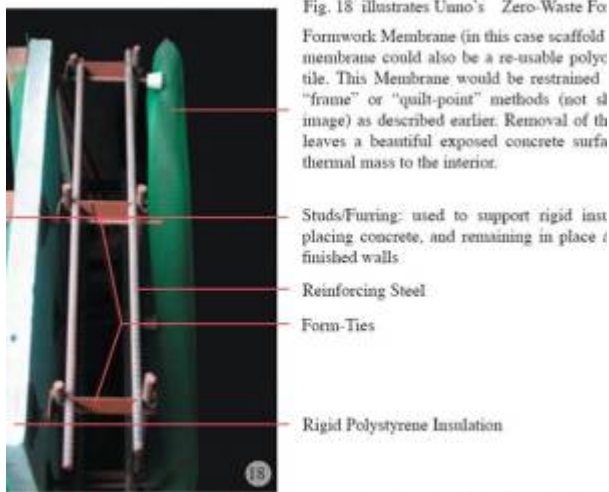 Fig. 18 illustrates Unno's Zero-Waste Fo
Formwork Membrane (in this case scaffold
membrane could also be a re-usable polyc
tile. This Membrane would be restrained
"frame" or "quilt-point" methods (not sh
image) as described earlier. Removal of th
leaves a beautiful exposed concrete surfa
thermal mass to the interior.
Studs/Furring: used to support rigid insu
placing concrete, and remaining in place
finished walls
Reinforcing Steel
Form-Ties
Rigid Polystyrene Insulation
18